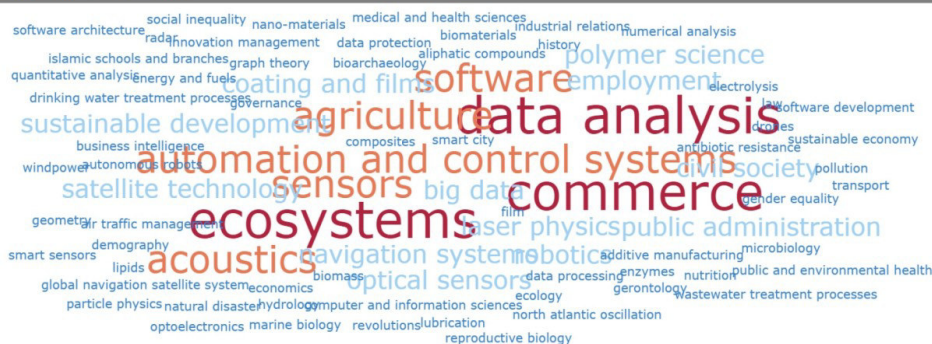 social inequality
nano-materials
medical and health sciences
industrial relations
numerical analysis
software architecture
radar
innovation management
data protection
biomaterials
history
aliphatic compounds
polymer science
islamic schools and branches
graph theory
bioarchaeology
quantitative analysis
energy and fuels
coating and films
software
employment
electrolysis
drinking water treatment processes
governance
agriculture
data analysis
law
software development
sustainable development
drones
business intelligence
composites
smart city
antibiotic resistance
sustainable economy
windpower
autonomous robots
automation and control systems
civil society
pollution
satellite technology
sensors
big data
commerce
transport
gender equality
geometry
air traffic management
ecosystems
film
laser physics
public administration
demography
smart sensors
lipids
acoustics
navigation systems
robotics
additive manufacturing
microbiology
biomass
optical sensors
data processing
enzymes
nutrition
public and environmental health
global navigation satellite system
economics
gerontology
particle physics
natural disaster
hydrology
computer and information sciences
ecology
wastewater treatment processes
north atlantic oscillation
optoelectronics
marine biology
revolutions
lubrication
reproductive biology